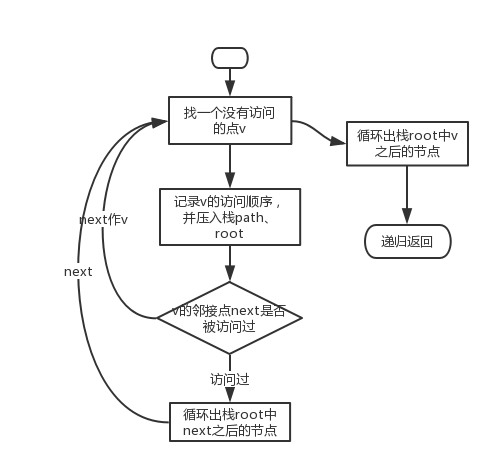 找一个没有访问
的点v
循环出栈root中v
之后的节点
记录v的访问顺序，
并压入栈path、
root
next作v
递归返回
next
v的邻接点next是否
被访问过
访问过
循环出栈root中
next之后的节点